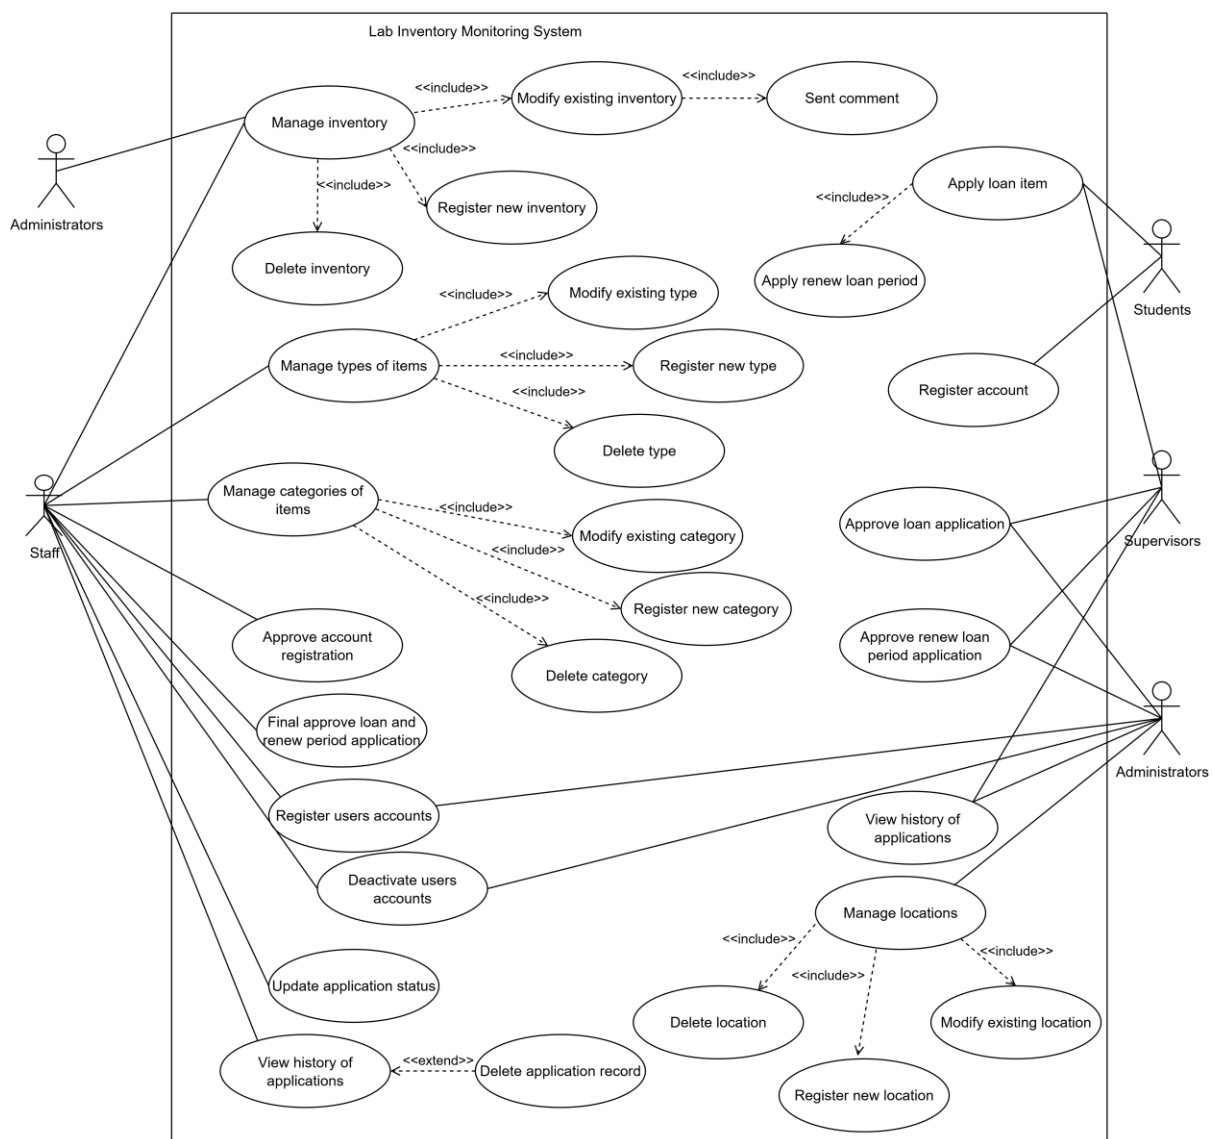 Lab Inventory Monitoring System
<<include>>
<<include>>
Modify existing inventory
Sent comment
Manage inventory
<<include>>
Administrators
<<include>>
Apply loan item
<<include>>
Register new inventory
Delete inventory
Apply renew loan period
Students
<<include>>
Modify existing type
Manage types of items
<<include>>
Register new type
<<include>>
Register account
Delete type
Manage categories of
items
<<include>>
Modify existing category
Approve loan application
Staff
Supervisors
<<include>>
<<include>>
Register new category
Approve account
registration
Approve renew loan
period application
Delete category
Final approve loan and
renew period application
Administrators
Register users accounts
View history of
applications
Deactivate users
accounts
Manage locations
<<include>>
<<include>>
<<include>>
Update application status
Delete location
Modify existing location
View history of
applications
<<extend>>
Delete application record
Register new location